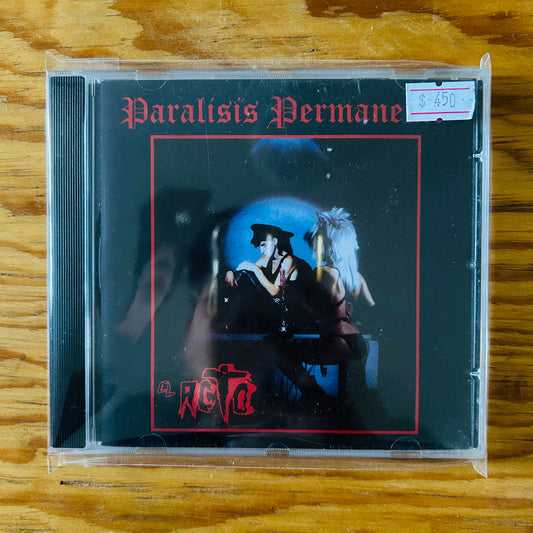 Paralisis Permane
$ 450
EL ACTO